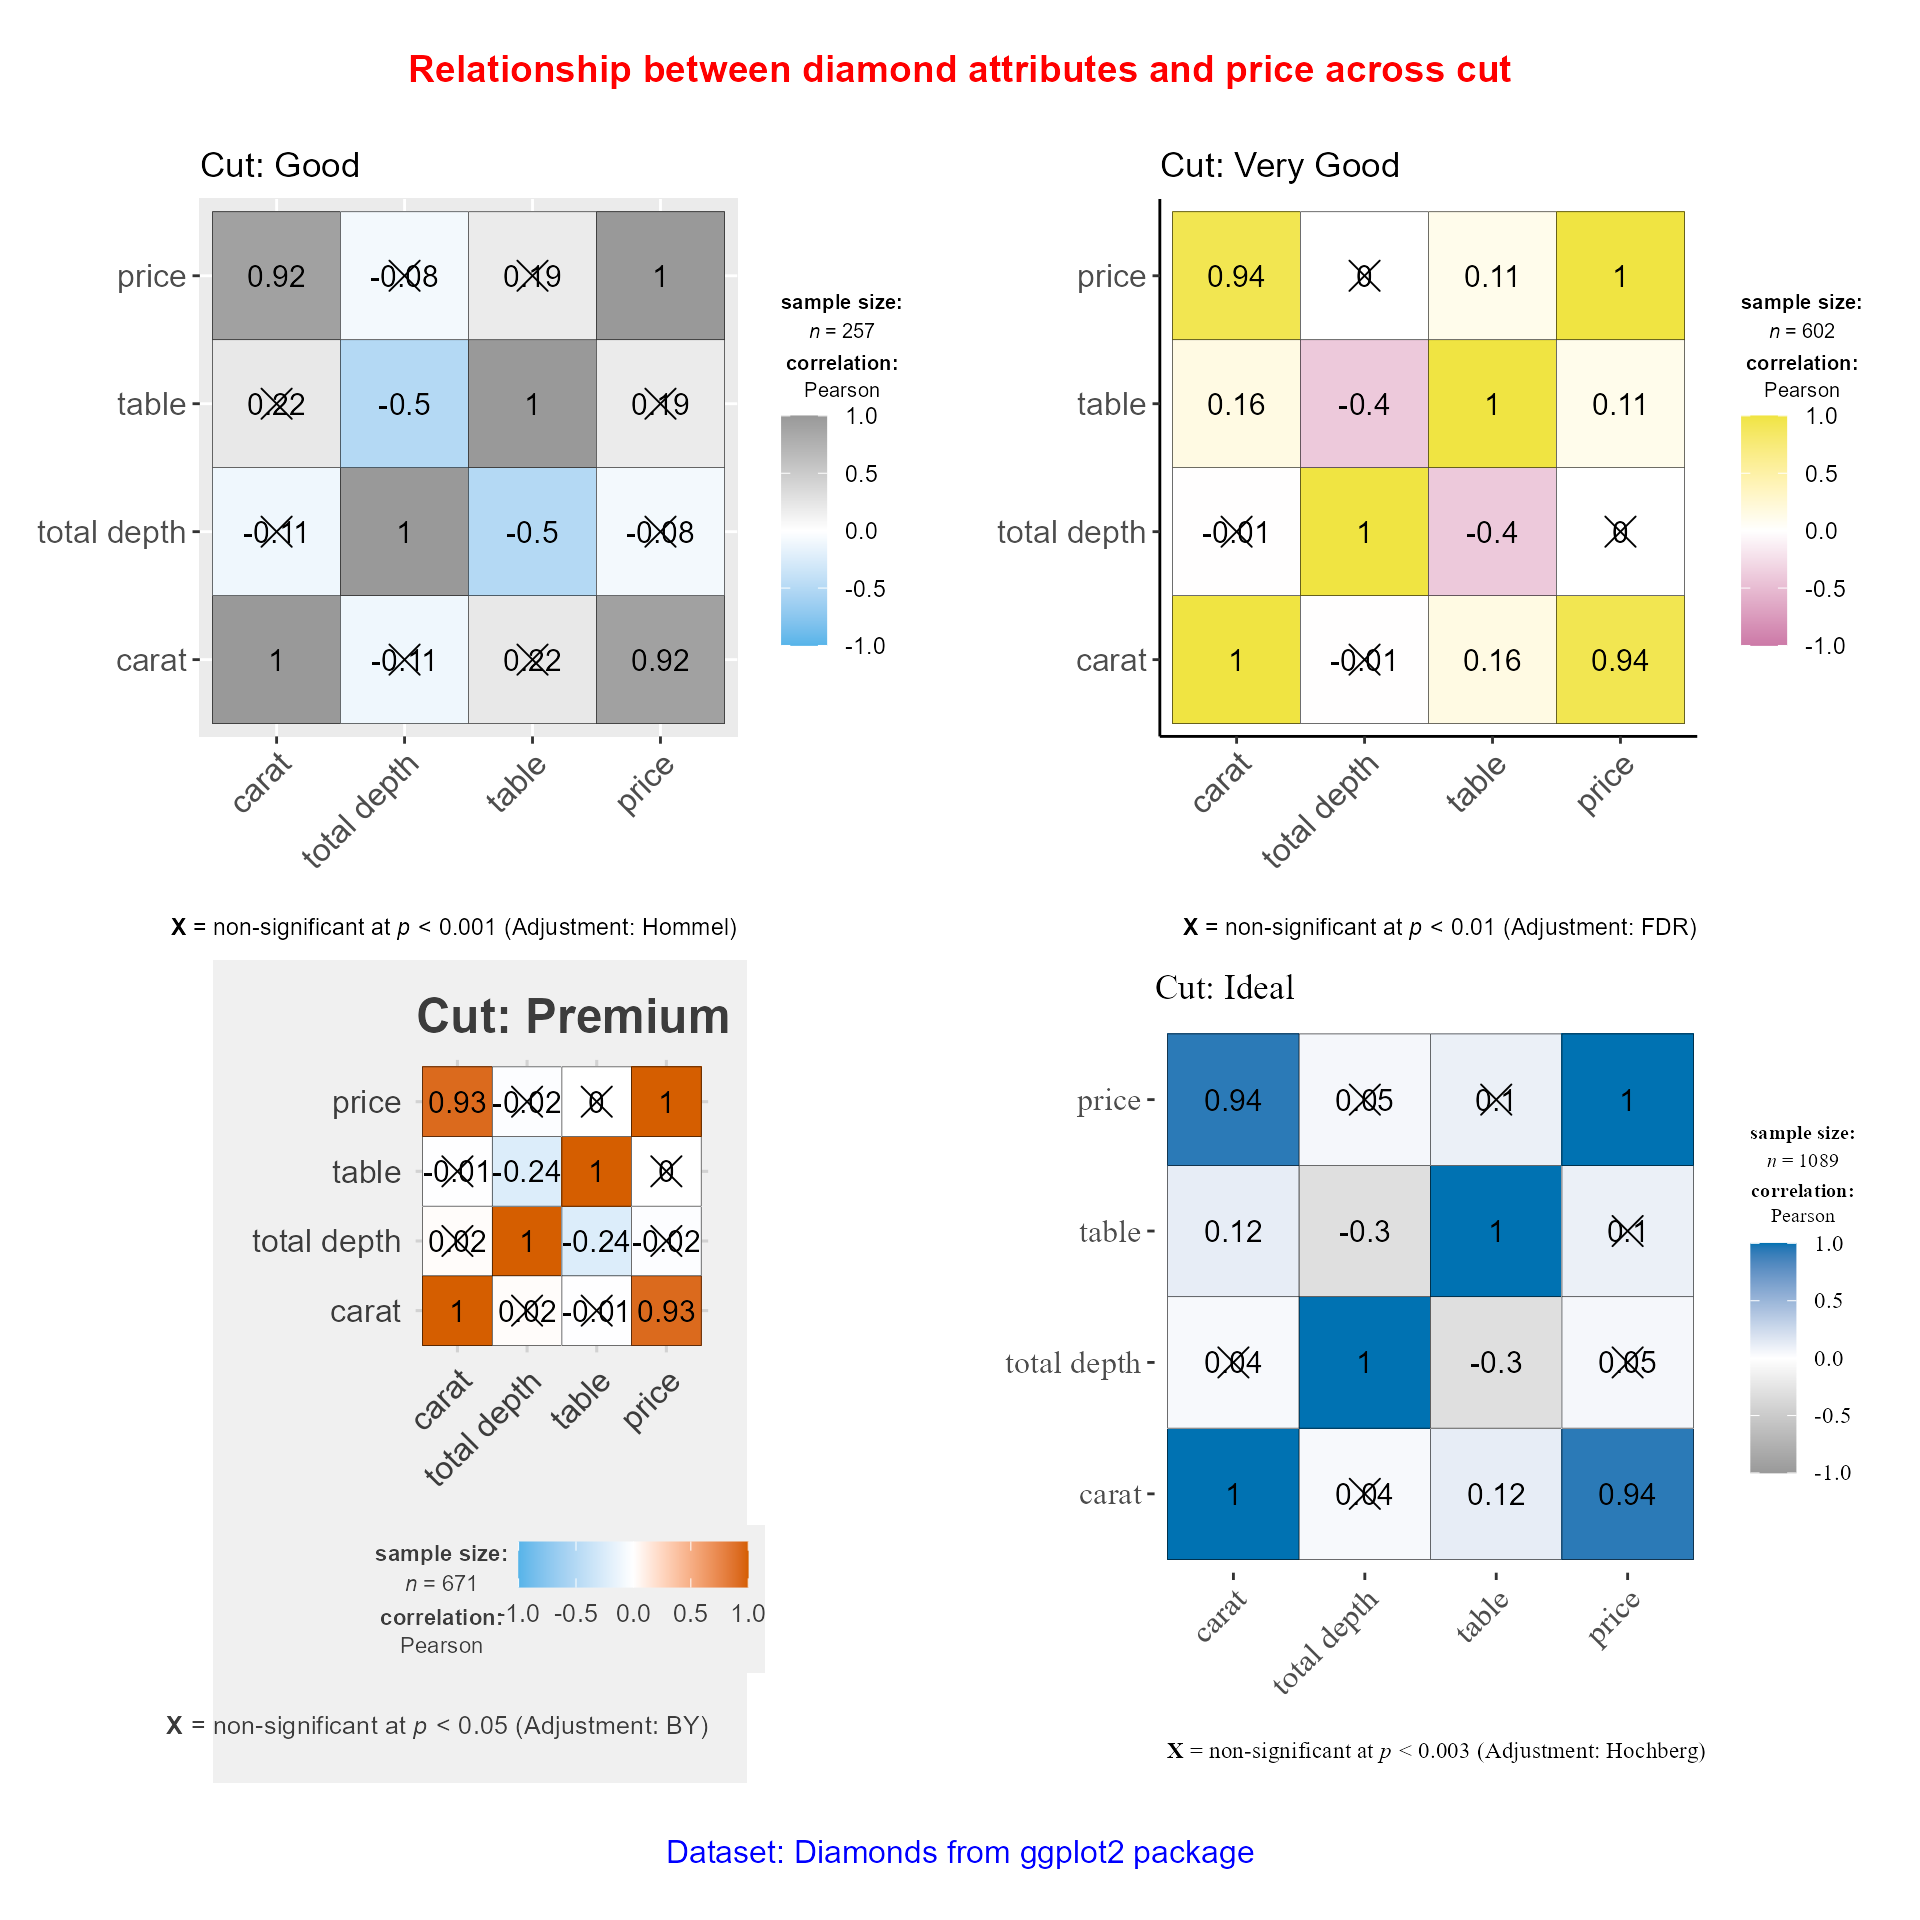 Relationship between diamond attributes and price across cut
Cut: Good
price 0.92 -0.08 0.19 1
table 0.22 -0.5 1 0.19
total depth -0.11 1 -0.5 -0.08
carat 1 -0.11 0.22 0.92
carat total depth table price
sample size:
n = 257
correlation:
Pearson
1.0
0.5
0.0
-0.5
-1.0
X = non-significant at p < 0.001 (Adjustment: Hommel)
Cut: Very Good
price 0.94 0 0.11 1
table 0.16 -0.4 1 0.11
total depth -0.01 1 -0.4 0
carat 1 -0.01 0.16 0.94
carat total depth table price
sample size:
n = 602
correlation:
Pearson
1.0
0.5
0.0
-0.5
-1.0
X = non-significant at p < 0.01 (Adjustment: FDR)
Cut: Premium
price 0.93 -0.02 0 1
table -0.01 -0.24 1 0
total depth 0.02 1 -0.24 -0.02
carat 1 0.02 -0.01 0.93
carat total depth table price
sample size:
n = 671
correlation:
Pearson
-1.0 -0.5 0.0 0.5 1.0
X = non-significant at p < 0.05 (Adjustment: BY)
Cut: Ideal
price 0.94 0.05 0.1 1
table 0.12 -0.3 1 0.1
total depth 0.04 1 -0.3 0.05
carat 1 0.04 0.12 0.94
carat total depth table price
sample size:
n = 1089
correlation:
Pearson
1.0
0.5
0.0
-0.5
-1.0
X = non-significant at p < 0.003 (Adjustment: Hochberg)
Dataset: Diamonds from ggplot2 package